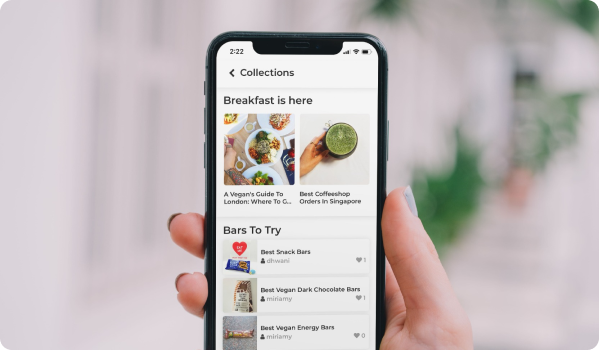 2:22
Collections
Breakfast is here
A Vegan's Guide To
London: Where To G...
Best Coffeeshop
Orders In Singapore
Bars To Try
Best Snack Bars
dhwani
1
Best Vegan Dark Chocolate Bars
miriamy
1
Best Vegan Energy Bars
miriamy
0